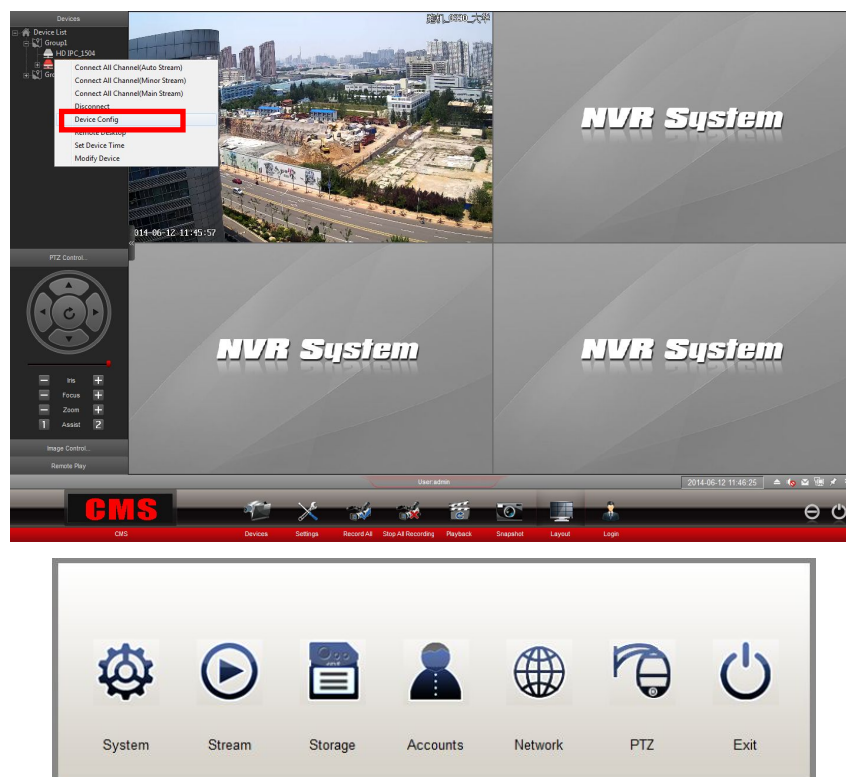 Devices
Device List
Group1
HD IPC_1504
Connect All Channel(Auto Stream)
Connect All Channel(Minor Stream)
Connect All Channel(Main Stream)
Disconnect
Device Config
Remote Desktop
Set Device Time
Modify Device
014-06-12 11:45:57
NVR System
NVR System
NVR System
PTZ Control...
Iris
Focus
Zoom
1 Assist 2
Image Control...
Remote Play
User:admin
2014-06-12 11:46:25
CMS
CMS
Devices
Settings
Record All
Stop All Recording
Playback
Snapshot
Layout
Login
System
Stream
Storage
Accounts
Network
PTZ
Exit